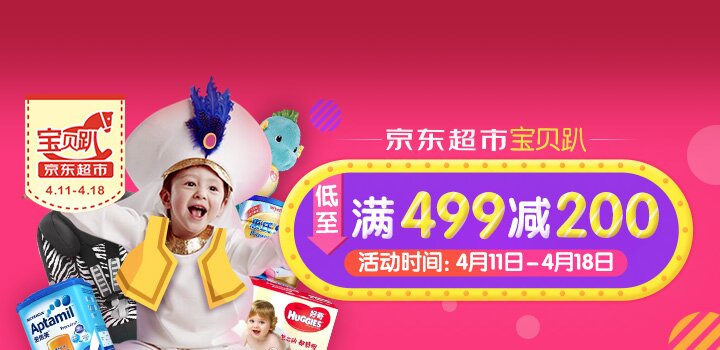 宝贝趴
京东超市
4.11-4.18
京东超市宝贝趴
低至
满499减200
活动时间: 4月11日-4月18日
Aptamil
好奇
HUGGIES